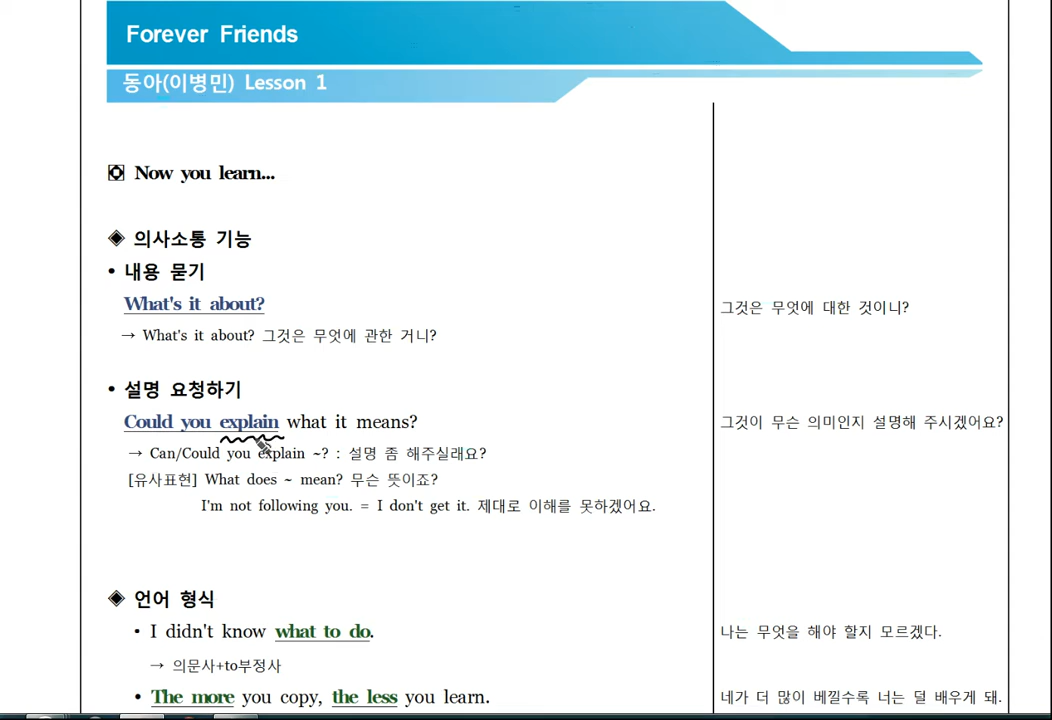 Forever Friends
동아(이병민) Lesson 1
Now you learn...
◈ 의사소통 기능
• 내용 묻기
What's it about?
그것은 무엇에 대한 것이니?
→ What's it about? 그것은 무엇에 관한 거니?
• 설명 요청하기
Could you explain what it means?
그것이 무슨 의미인지 설명해 주시겠어요?
→ Can/Could you explain ~? : 설명 좀 해주실래요?
[유사표현] What does ~ mean? 무슨 뜻이죠?
I'm not following you. = I don't get it. 제대로 이해를 못하겠어요.
◈ 언어 형식
• I didn't know what to do.
나는 무엇을 해야 할지 모르겠다.
→ 의문사+to부정사
• The more you copy, the less you learn.
네가 더 많이 베낄수록 너는 덜 배우게 돼.